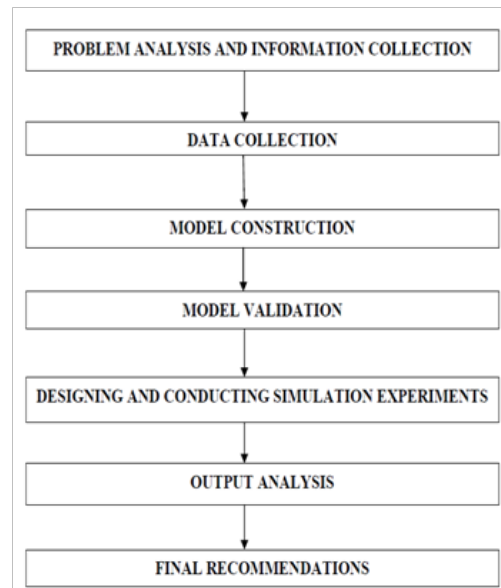 PROBLEM ANALYSIS AND INFORMATION COLLECTION
DATA COLLECTION
MODEL CONSTRUCTION
MODEL VALIDATION
DESIGNING AND CONDUCTING SIMULATION EXPERIMENTS
OUTPUT ANALYSIS
FINAL RECOMMENDATIONS